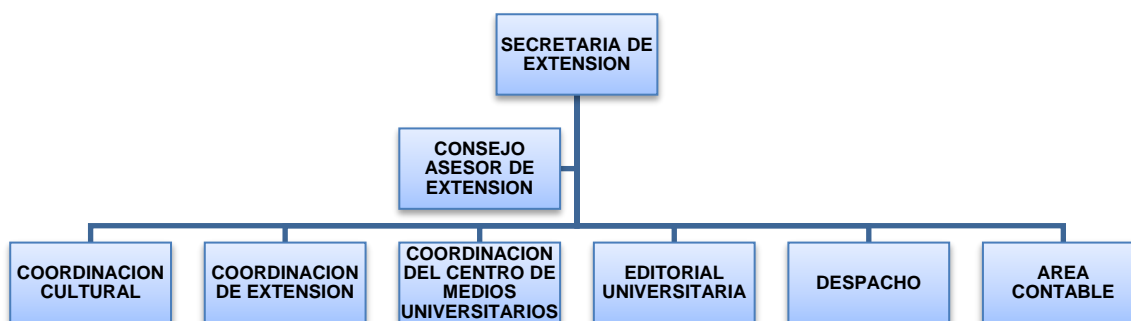 SECRETARIA DE
EXTENSION
CONSEJO
ASESOR DE
EXTENSION
COORDINACION
CULTURAL
COORDINACION
DE EXTENSION
COORDINACION
DEL CENTRO DE
MEDIOS
UNIVERSITARIOS
EDITORIAL
UNIVERSITARIA
DESPACHO
AREA
CONTABLE